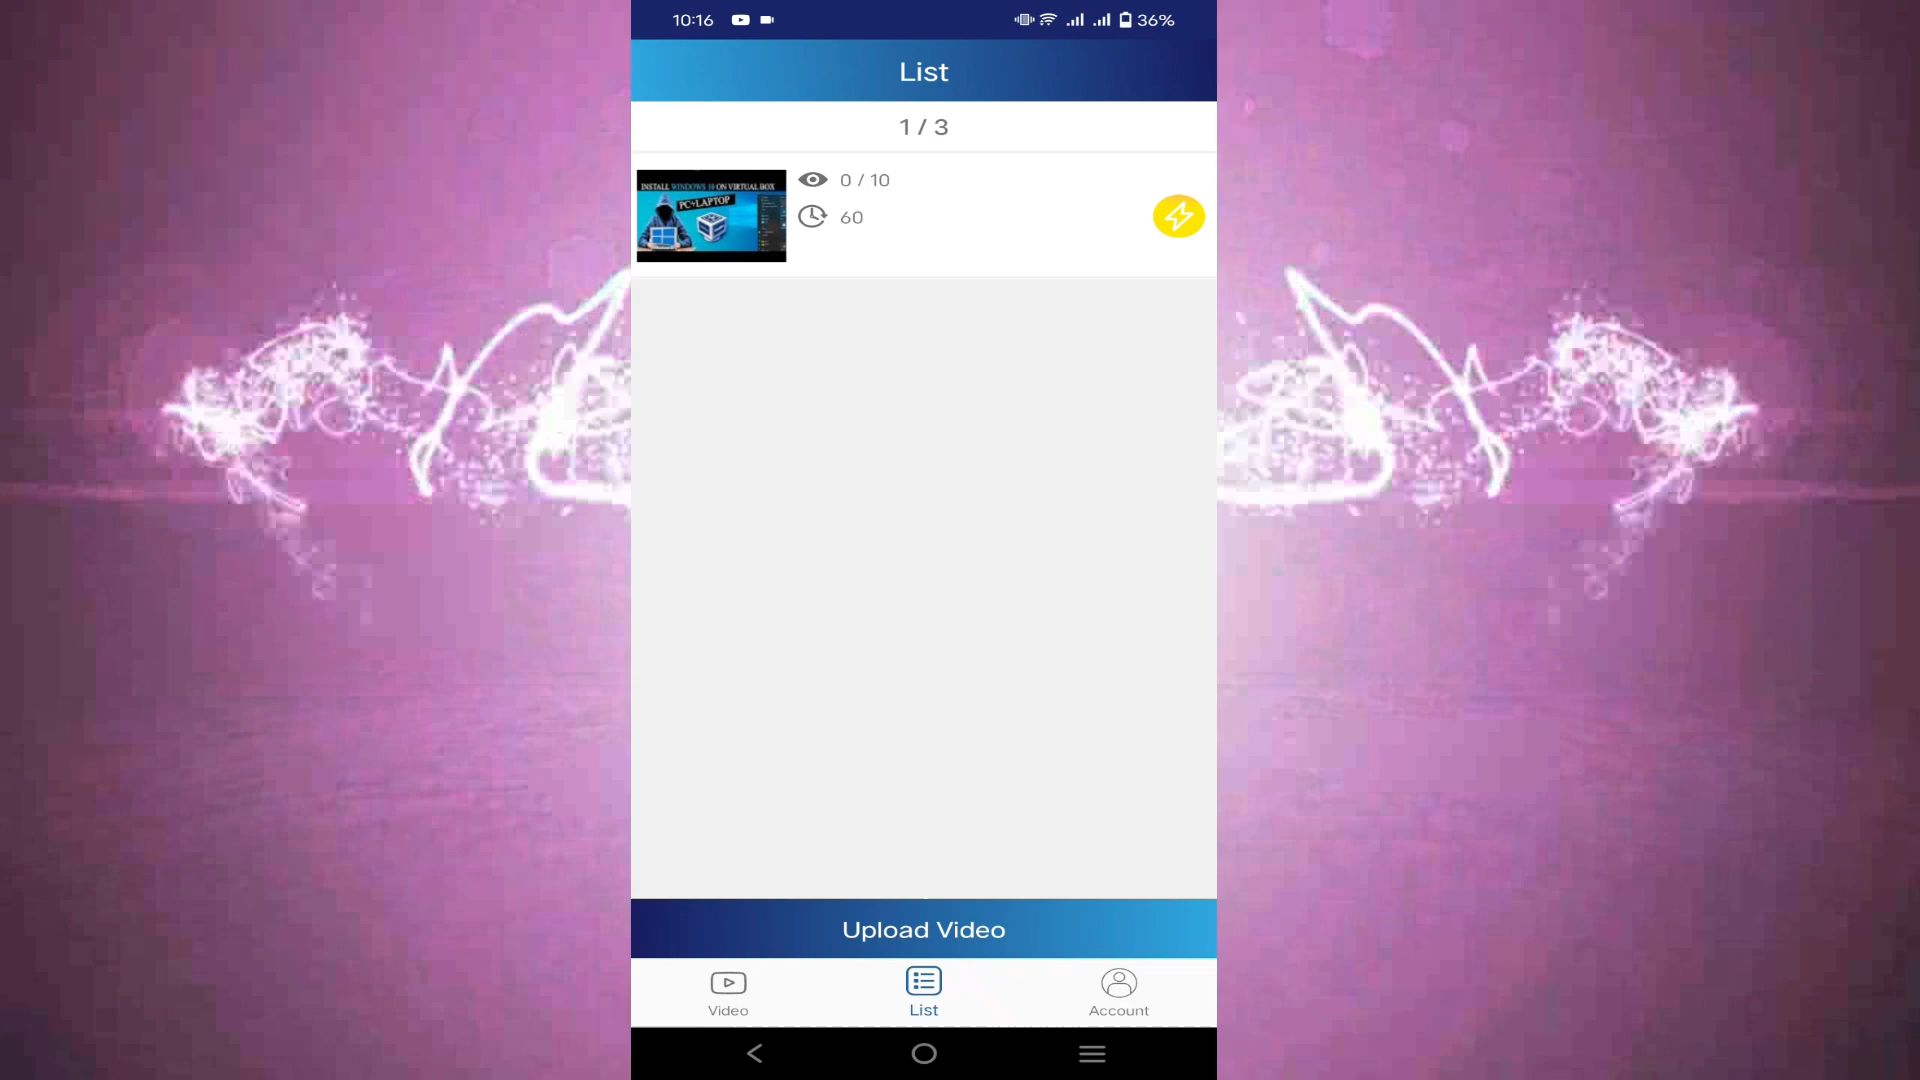 10:16
36%
List
1 / 3
INSTALL WINDOWS 10 ON VIRTUAL BOX
PC+LAPTOP
0 / 10
60
Upload Video
Video
List
Account